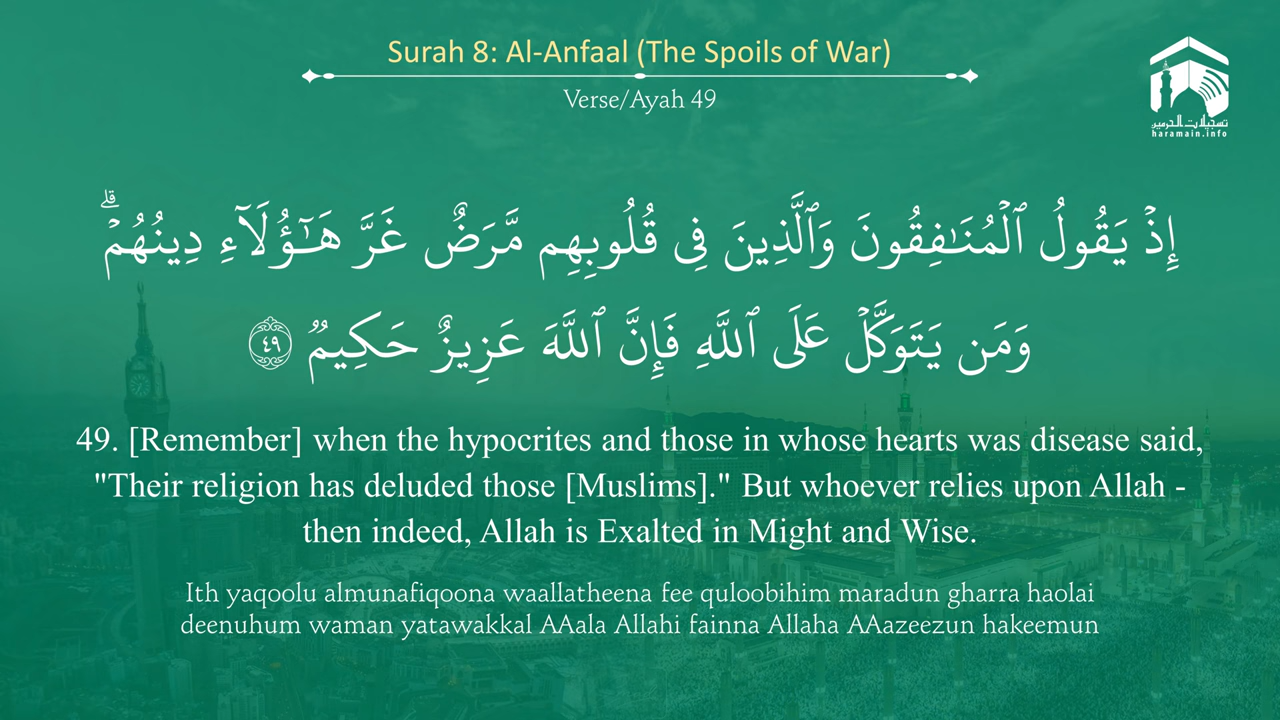 Surah 8: Al-Anfaal (The Spoils of War)
Verse/Ayah 49
تسجيلات الحرمين
haramain.info
إِذْ يَقُولُ ٱلْمُنَـٰفِقُونَ وَٱلَّذِينَ فِى قُلُوبِهِم مَّرَضٌ غَرَّ هَـٰٓؤُلَآءِ دِينُهُمْ ۗ
وَمَن يَتَوَكَّلْ عَلَى ٱللَّهِ فَإِنَّ ٱللَّهَ عَزِيزٌ حَكِيمٌ ٤٩
49. [Remember] when the hypocrites and those in whose hearts was disease said,
"Their religion has deluded those [Muslims]." But whoever relies upon Allah -
then indeed, Allah is Exalted in Might and Wise.
Ith yaqoolu almunafiqoona waallatheena fee quloobihim maradun gharra haolai
deenuhum waman yatawakkal AAala Allahi fainna Allaha AAazeezun hakeemun